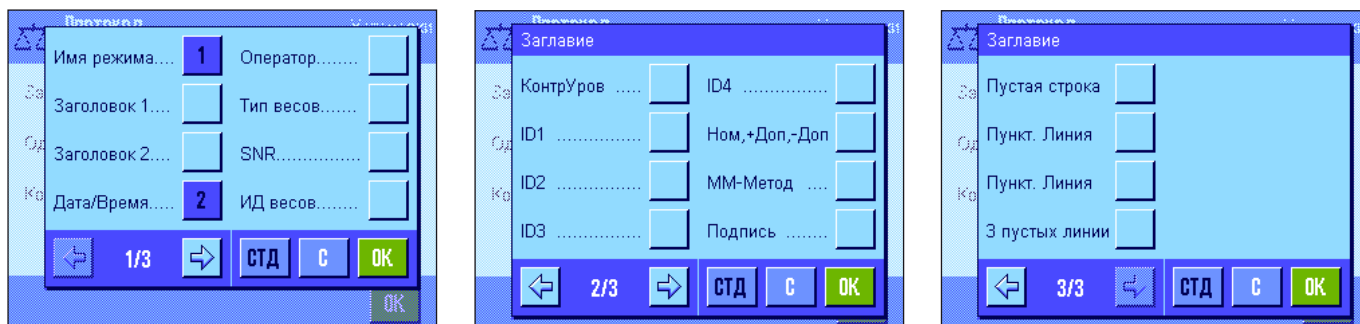 Протокол
Имя режима.... 1 Оператор........
Заголовок 1.... Тип весов.......
Заголовок 2.... SNR................
Дата/Время..... 2 ИД весов........
1/3 СТД C OK
OK
Заглавие
КонтрУров ..... ID4 ................
ID1 ................ Ном,+Доп,-Доп
ID2 ................ ММ-Метод ....
ID3 ................ Подпись ........
2/3 СТД C OK
Заглавие
Пустая строка
Пункт. Линия
Пункт. Линия
3 пустых линии
3/3 СТД C OK